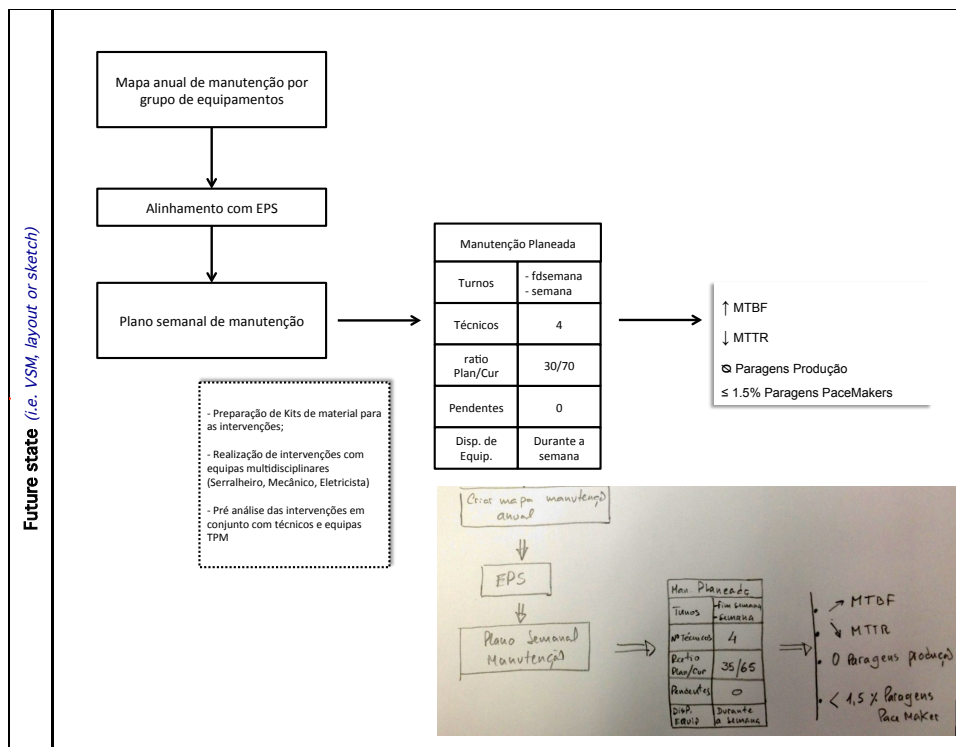 Future state (i.e. VSM, layout or sketch)
Mapa anual de manutenção por
grupo de equipamentos
Alinhamento com EPS
Plano semanal de manutenção
- Preparação de Kits de material para
as intervenções;
- Realização de intervenções com
equipas multidisciplinares
(Serralheiro, Mecânico, Eletricista)
- Pré análise das intervenções em
conjunto com técnicos e equipas
TPM
Manutenção Planeada
Turnos
- fdsemana
- semana
Técnicos
4
ratio
Plan/Cur
30/70
Pendentes
0
Disp. de
Equip.
Durante a
semana
↑ MTBF
↓ MTTR
⦰ Paragens Produção
≤ 1.5% Paragens PaceMakers
Criar mapa manutenção
anual
EPS
Plano Semanal
Manutenção
Man. Planeada
Turnos
-Fim semana
-semana
Nº Técnicos
4
Ratio
Plan/Cur
35/65
Pendentes
0
Disp.
Equip
Durante
a semana
↗ MTBF
↘ MTTR
0 Paragens produção
< 1,5 % Paragens
Pace Maker